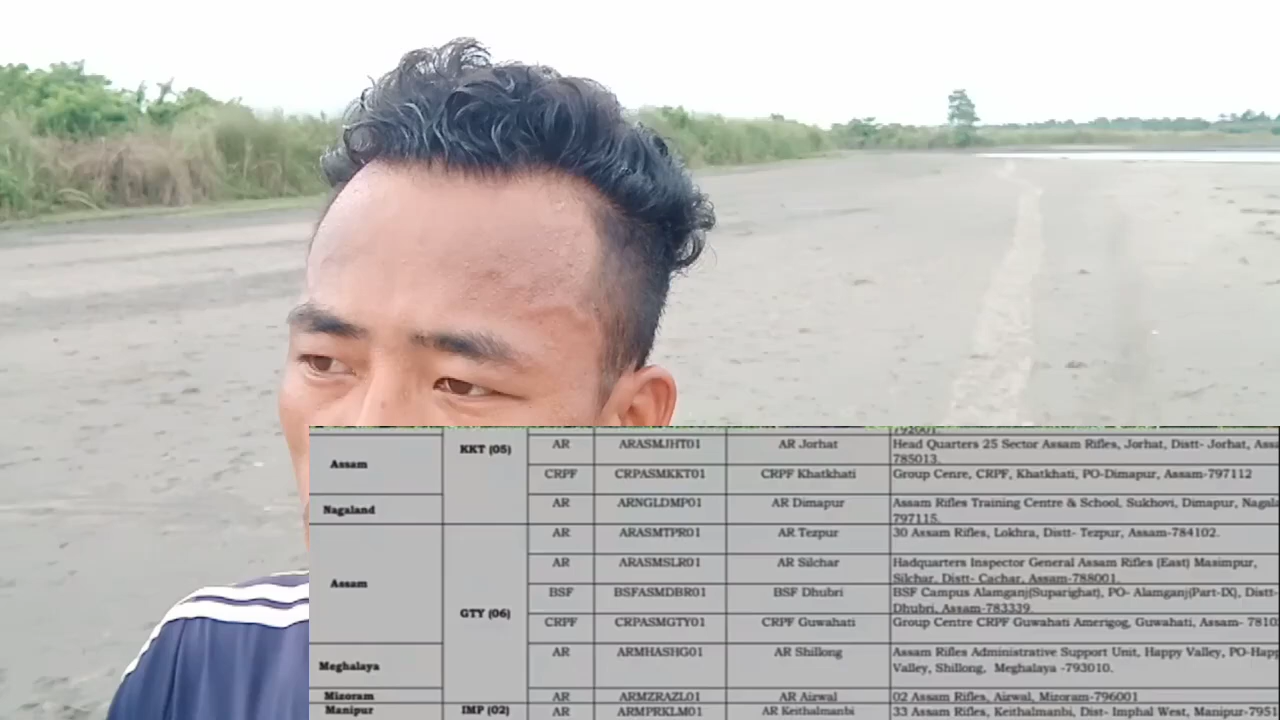 792001.
Assam KKT (05) AR ARASMJHT01 AR Jorhat Head Quarters 25 Sector Assam Rifles, Jorhat, Distt- Jorhat,
785013.
CRPF CRPASMKKT01 CRPF Khatkhati Group Cenre, CRPF, Khatkhati, PO-Dimapur, Assam-797112
Nagaland AR ARNGLDMP01 AR Dimapur Assam Rifles Training Centre & School, Sukhovi, Dimapur,
797115.
Assam GTY (06) AR ARASMTPR01 AR Tezpur 30 Assam Rifles, Lokhra, Distt- Tezpur, Assam-784102.
AR ARASMSLR01 AR Silchar Hadquarters Inspector General Assam Rifles (East) Masimpur,
Silchar, Distt- Cachar, Assam-788001.
BSF BSFASMDBR01 BSF Dhubri BSF Campus Alamganj(Suparighat), PO- Alamganj(Part-IX), Distt-
Dhubri, Assam-783339.
CRPF CRPASMGTY01 CRPF Guwahati Group Centre CRPF Guwahati Amerigog, Guwahati, Assam- 7810
Meghalaya AR ARMHASHG01 AR Shillong Assam Rifles Administrative Support Unit, Happy Valley,
Valley, Shillong, Meghalaya -793010.
Mizoram AR ARMZRAZL01 AR Airwal 02 Assam Rifles, Airwal, Mizoram-796001
Manipur IMP (02) AR ARMPRKLM01 AR Keithalmanbi 33 Assam Rifles, Keithalmanbi, Dist- Imphal West, Manipur-7951